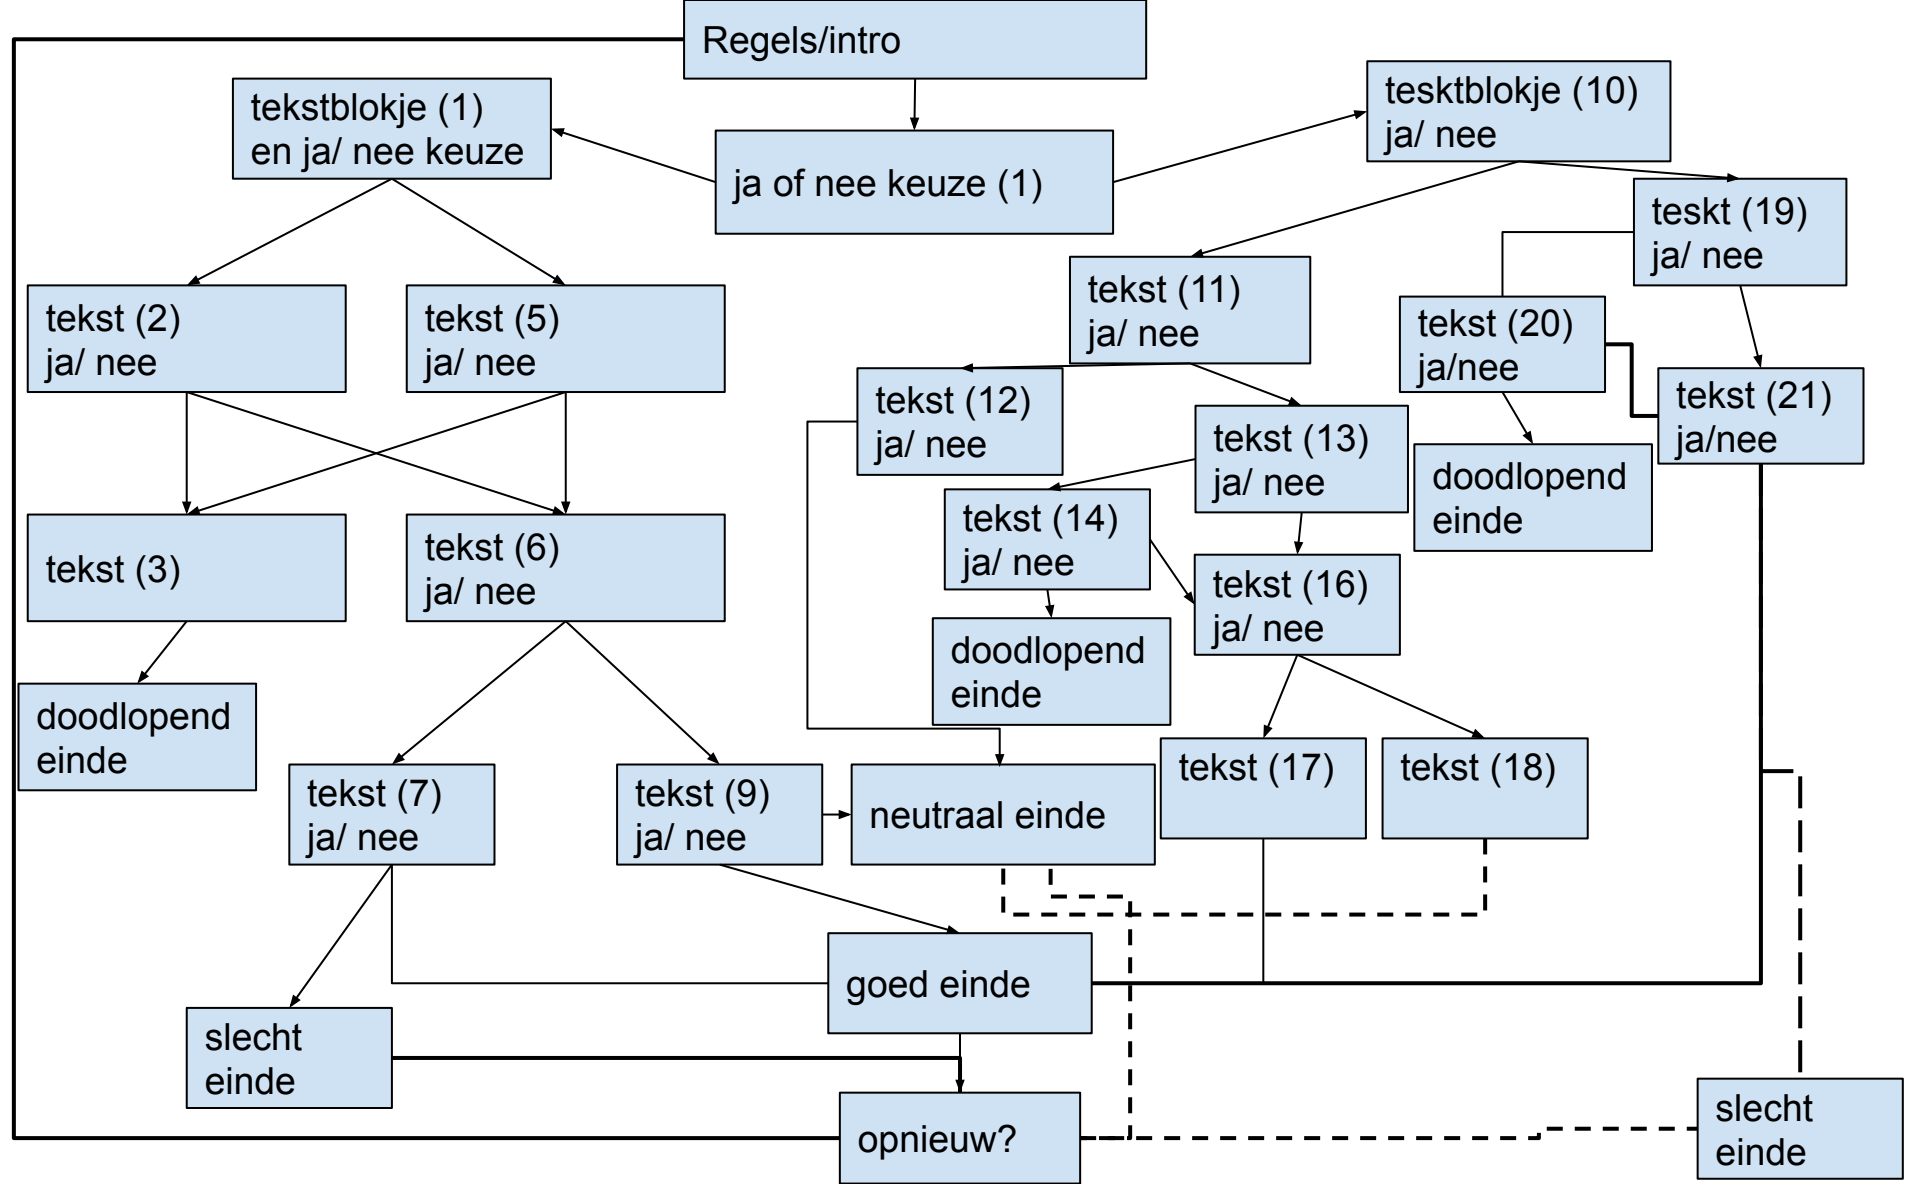 Regels/intro
tekstblokje (1)
en ja/ nee keuze
ja of nee keuze (1)
tesktblokje (10)
ja/ nee
teskt (19)
ja/ nee
tekst (2)
ja/ nee
tekst (5)
ja/ nee
tekst (11)
ja/ nee
tekst (20)
ja/nee
tekst (12)
ja/ nee
tekst (13)
ja/ nee
tekst (21)
ja/nee
doodlopend
einde
tekst (14)
ja/ nee
tekst (3)
tekst (6)
ja/ nee
tekst (16)
ja/ nee
doodlopend
einde
doodlopend
einde
tekst (7)
ja/ nee
tekst (9)
ja/ nee
neutraal einde
tekst (17)
tekst (18)
goed einde
slecht
einde
opnieuw?
slecht
einde